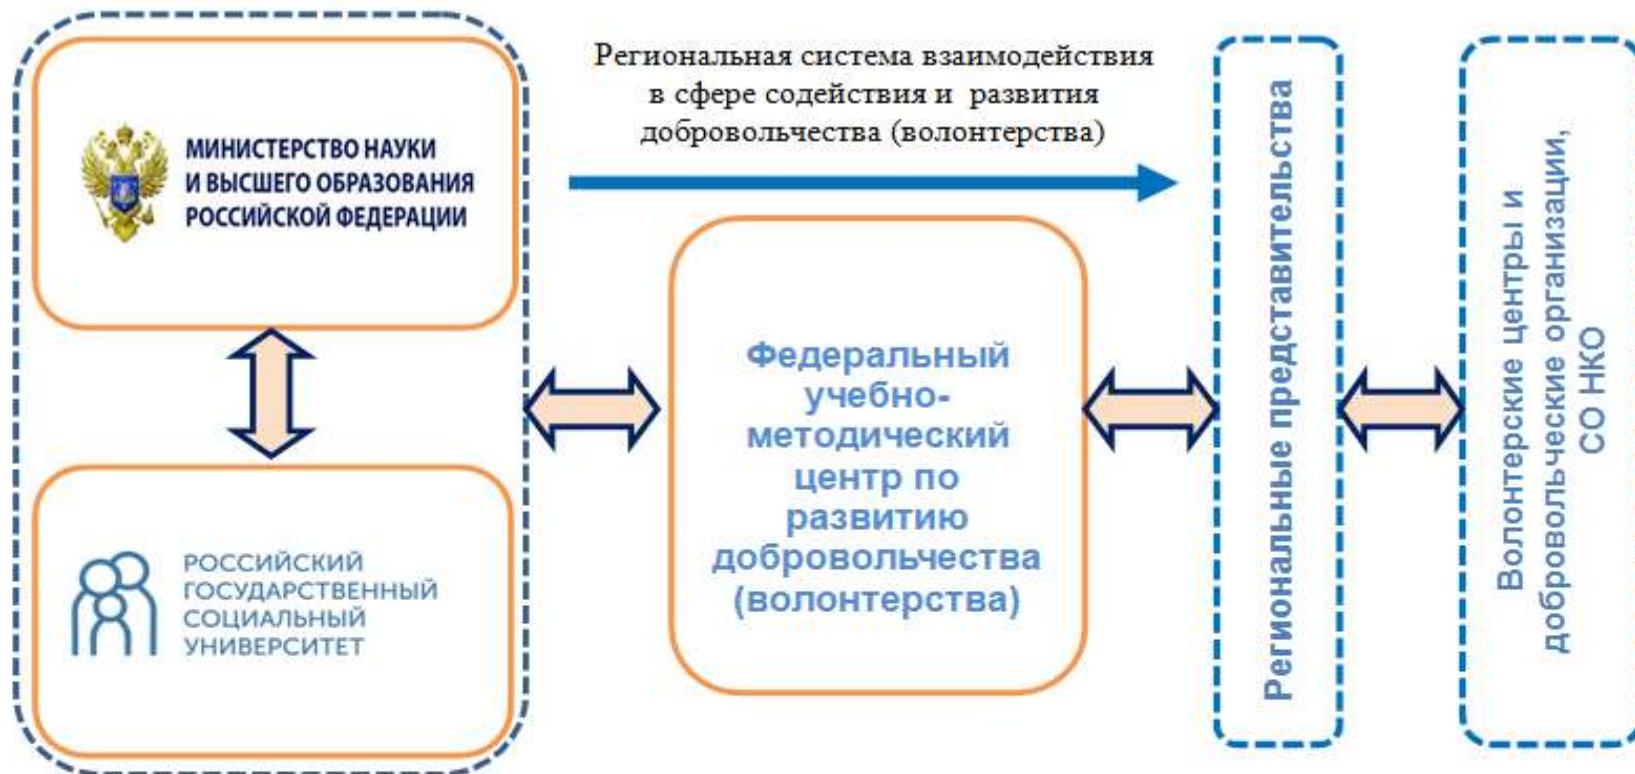 Региональная система взаимодействия
в сфере содействия и развития
добровольчества (волонтерства)
МИНИСТЕРСТВО НАУКИ
И ВЫСШЕГО ОБРАЗОВАНИЯ
РОССИЙСКОЙ ФЕДЕРАЦИИ
РОССИЙСКИЙ
ГОСУДАРСТВЕННЫЙ
СОЦИАЛЬНЫЙ
УНИВЕРСИТЕТ
Федеральный
учебно-
методический
центр по
развитию
добровольчества
(волонтерства)
Региональные представительства
Волонтерские центры и
добровольческие организации,
СО НКО